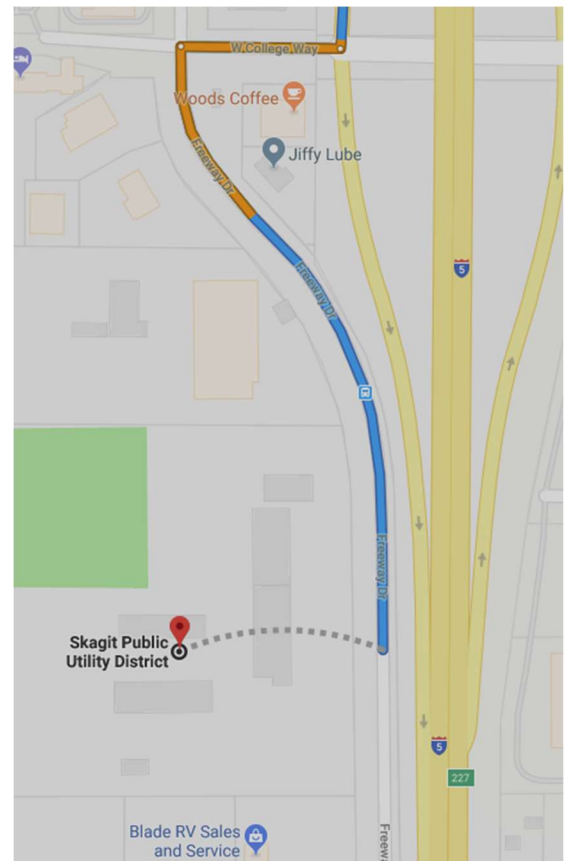 W College Way
Woods Coffee
Jiffy Lube
Freeway Dr
Freeway Dr
5
Freeway Dr
Skagit Public
Utility District
5
227
Blade RV Sales
and Service
Freewa